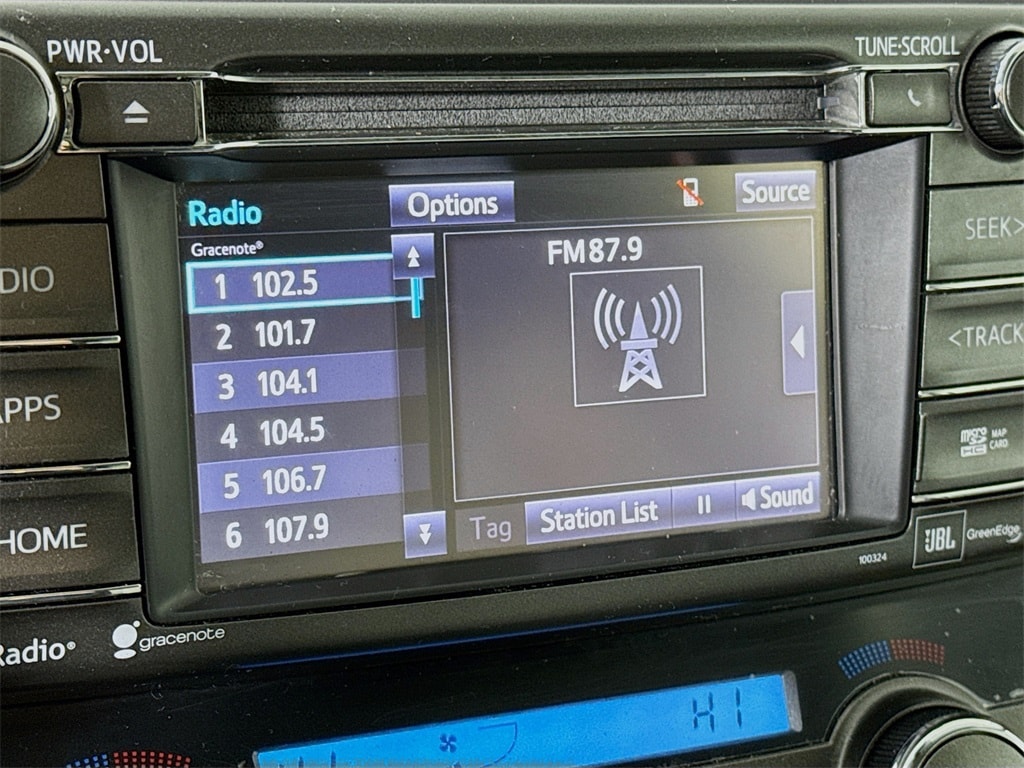 PWR·VOL
TUNE·SCROLL
Radio
Options
Source
Gracenote®
FM 87.9
1 102.5
2 101.7
3 104.1
4 104.5
5 106.7
6 107.9
Tag
Station List
Sound
DIO
APPS
HOME
Radio®
gracenote
SEEK>
<TRACK
micro
HC
MAP
CARD
JBL
GreenEdge
100324
HI